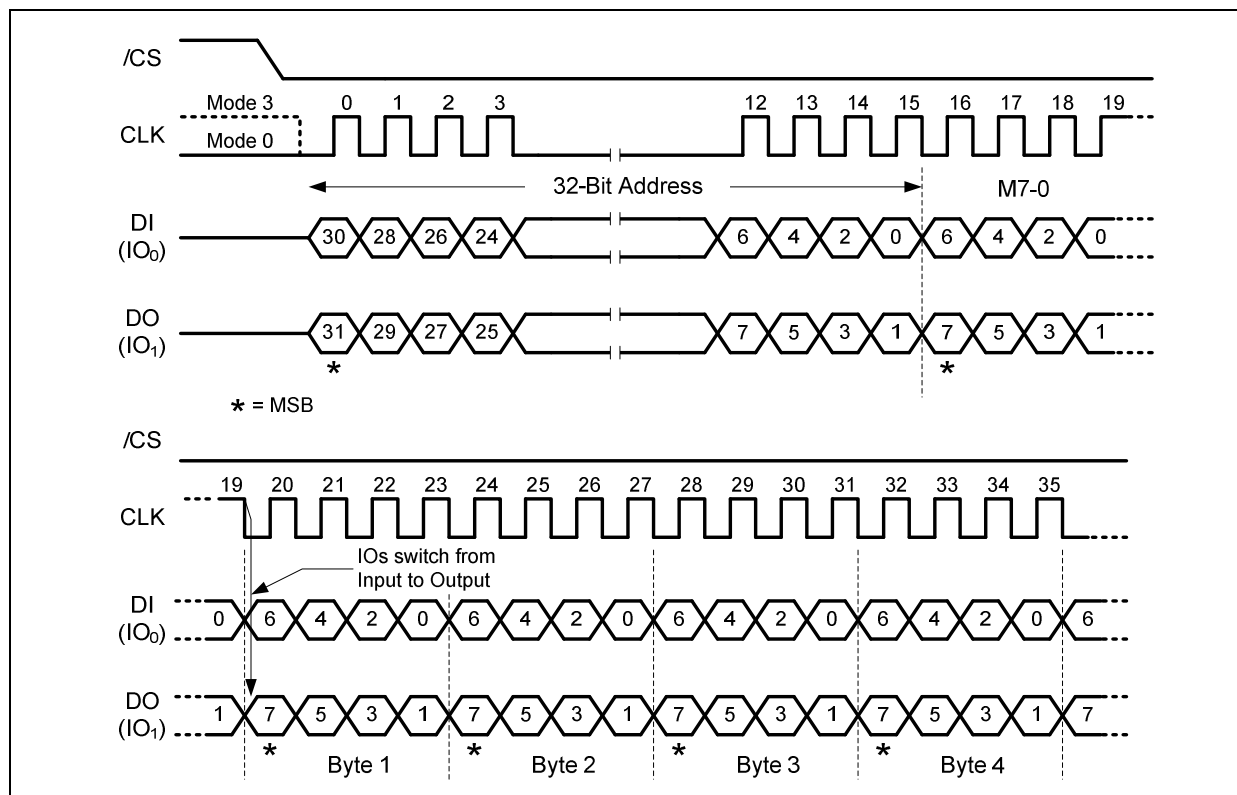 /CS
Mode 3 0 1 2 3 12 13 14 15 16 17 18 19
CLK
Mode 0
32-Bit Address M7-0
DI
(IO₀) 30 28 26 24 6 4 2 0 6 4 2 0
DO
(IO₁) 31 29 27 25 7 5 3 1 7 5 3 1
* *
* = MSB
/CS
19 20 21 22 23 24 25 26 27 28 29 30 31 32 33 34 35
CLK
IOs switch from
Input to Output
DI
(IO₀) 0 6 4 2 0 6 4 2 0 6 4 2 0 6 4 2 0 6
DO
(IO₁) 1 7 5 3 1 7 5 3 1 7 5 3 1 7 5 3 1 7
* * * *
Byte 1 Byte 2 Byte 3 Byte 4